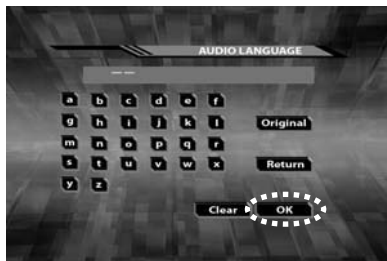 AUDIO LANGUAGE
— —
a b c d e f
g h i j k l Original
m n o p q r
s t u v w x Return
y z
Clear OK